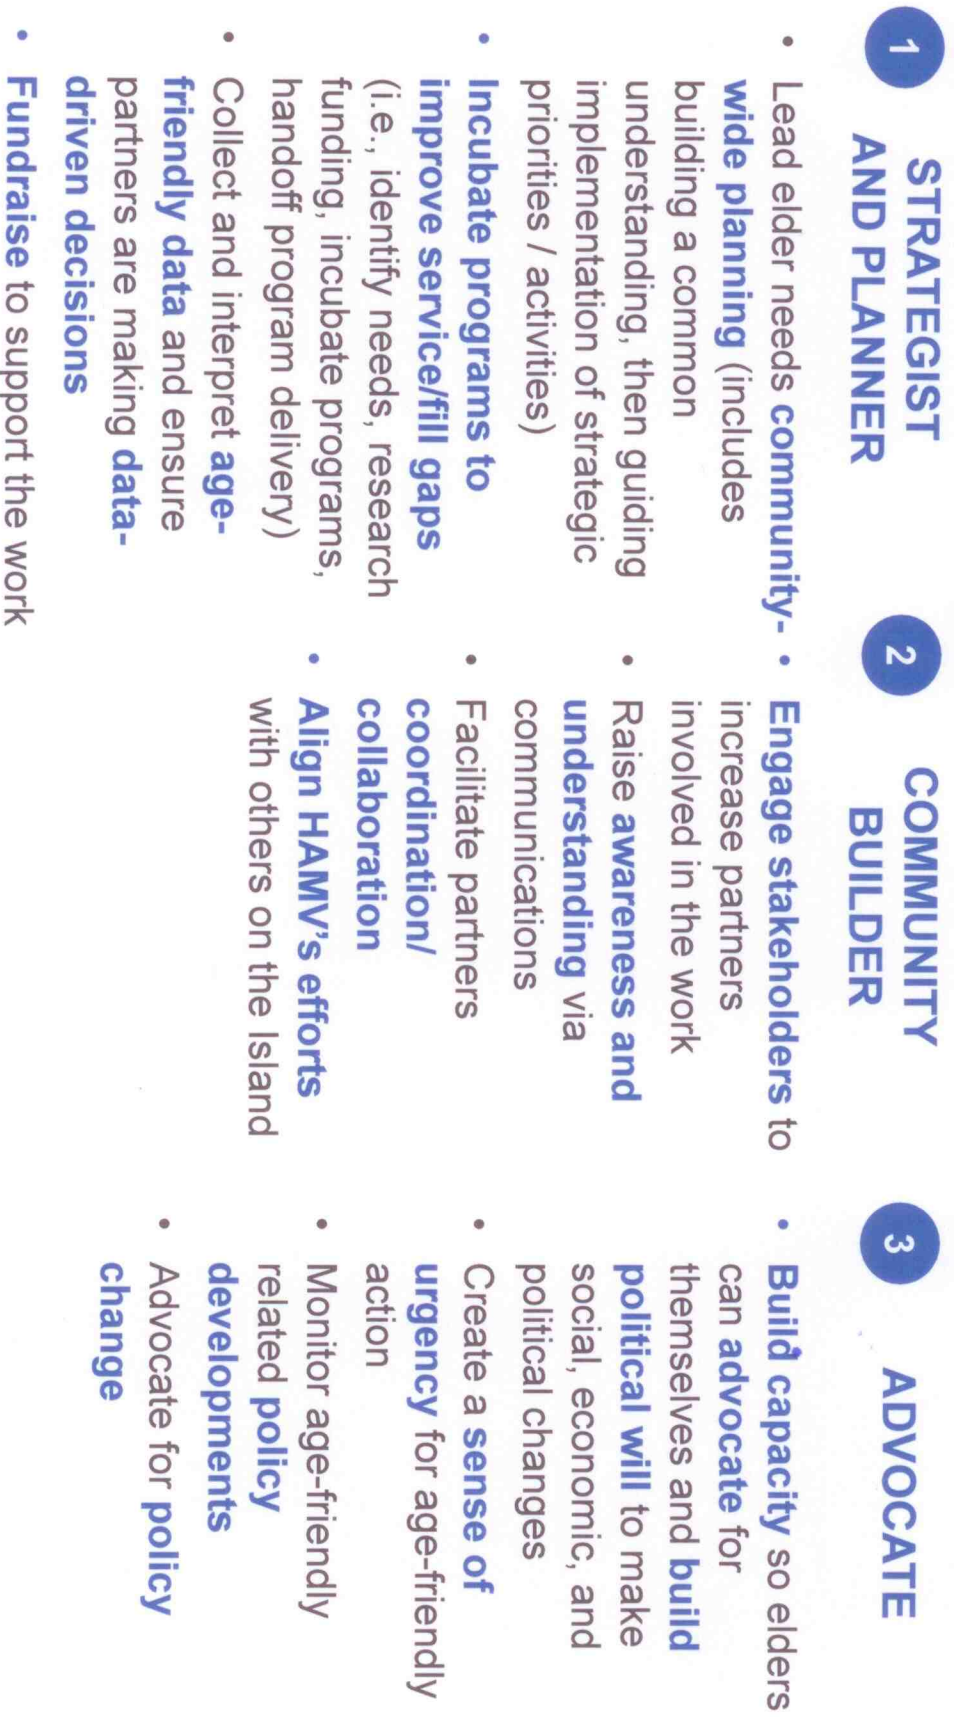 1
STRATEGIST
AND PLANNER
• Lead elder needs community-
wide planning (includes
building a common
understanding, then guiding
implementation of strategic
priorities / activities)
• Incubate programs to
improve service/fill gaps
(i.e., identify needs, research
funding, incubate programs,
handoff program delivery)
• Collect and interpret age-
friendly data and ensure
partners are making data-
driven decisions
• Fundraise to support the work
2
COMMUNITY
BUILDER
• Engage stakeholders to
increase partners
involved in the work
• Raise awareness and
understanding via
communications
• Facilitate partners
coordination/
collaboration
• Align HAMV's efforts
with others on the Island
3
ADVOCATE
• Build capacity so elders
can advocate for
themselves and build
political will to make
social, economic, and
political changes
• Create a sense of
urgency for age-friendly
action
• Monitor age-friendly
related policy
developments
• Advocate for policy
change